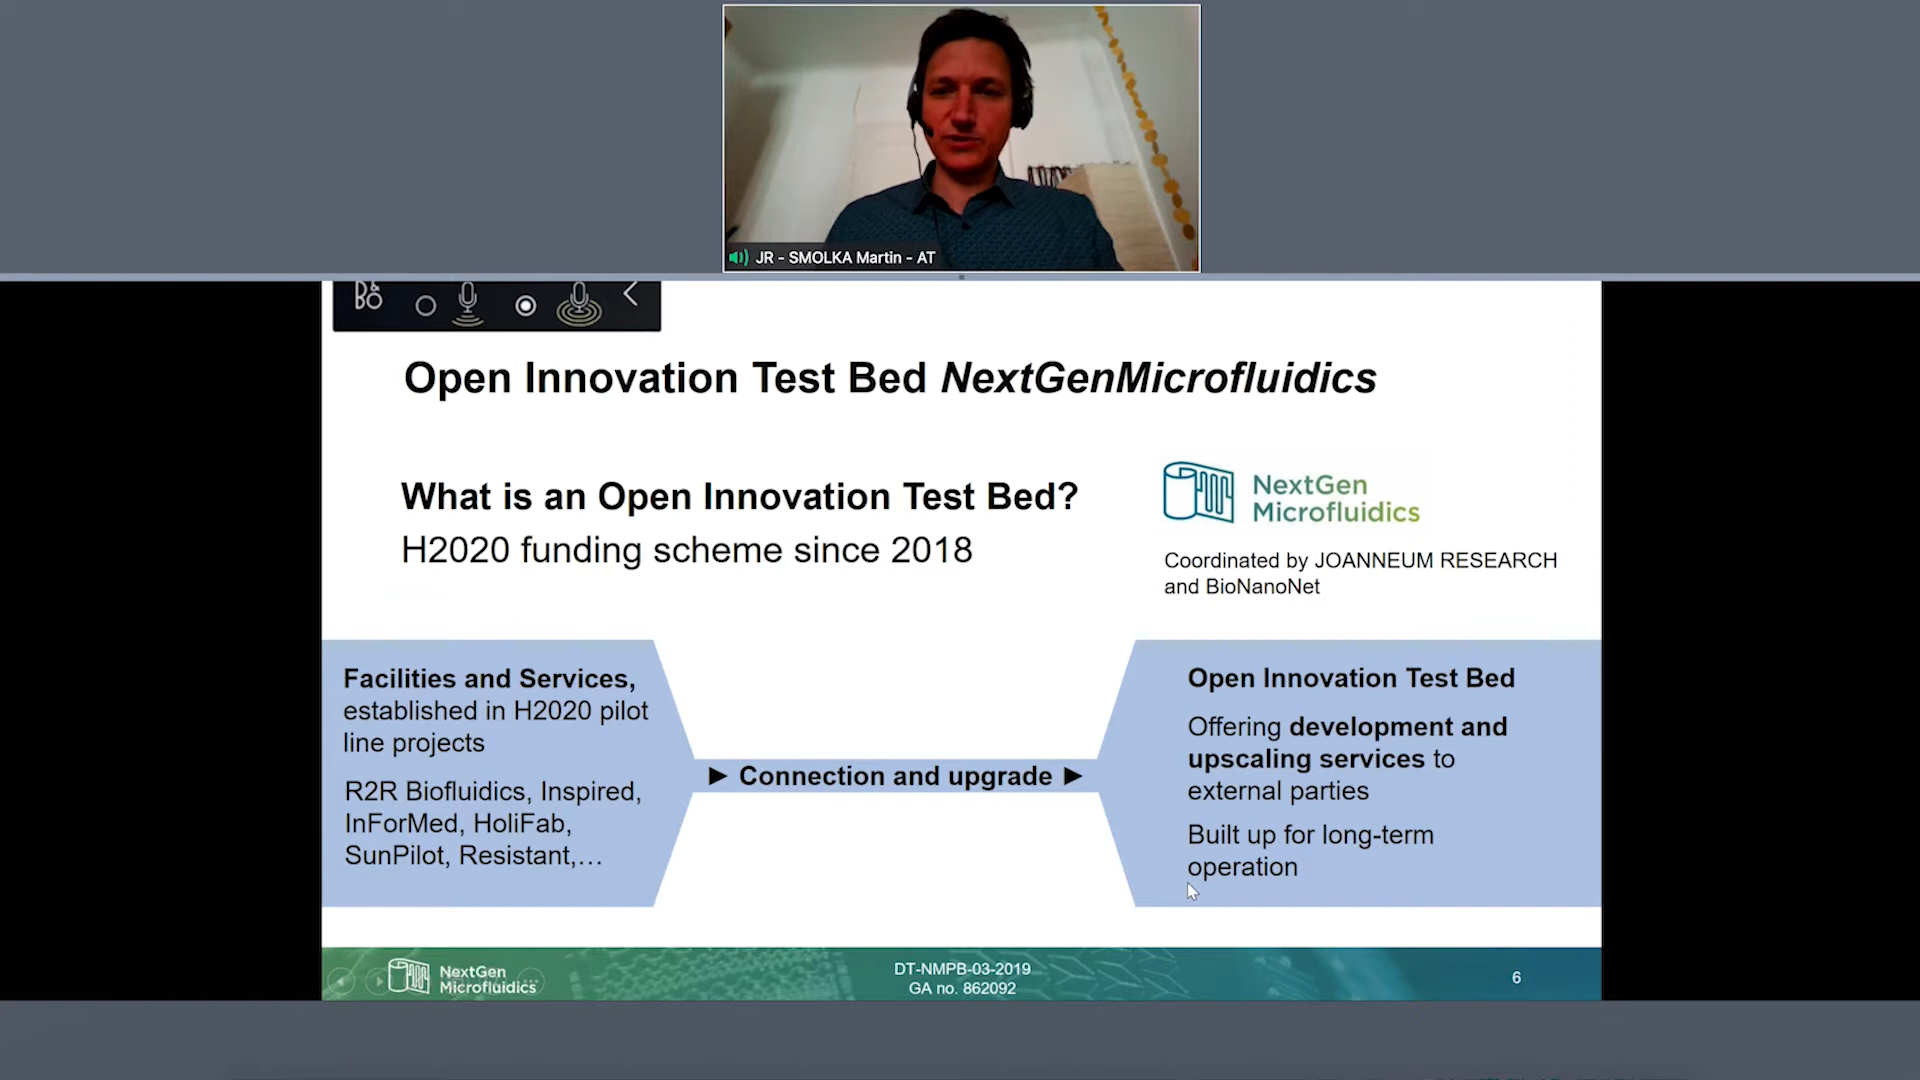 JR - SMOLKA Martin - AT
B&O
Open Innovation Test Bed NextGenMicrofluidics
What is an Open Innovation Test Bed?
H2020 funding scheme since 2018
NextGen
Microfluidics
Coordinated by JOANNEUM RESEARCH
and BioNanoNet
Facilities and Services,
established in H2020 pilot
line projects
R2R Biofluidics, Inspired,
InForMed, HoliFab,
SunPilot, Resistant,…
► Connection and upgrade ►
Open Innovation Test Bed
Offering development and
upscaling services to
external parties
Built up for long-term
operation
NextGen
Microfluidics
DT-NMPB-03-2019
GA no. 862092
6